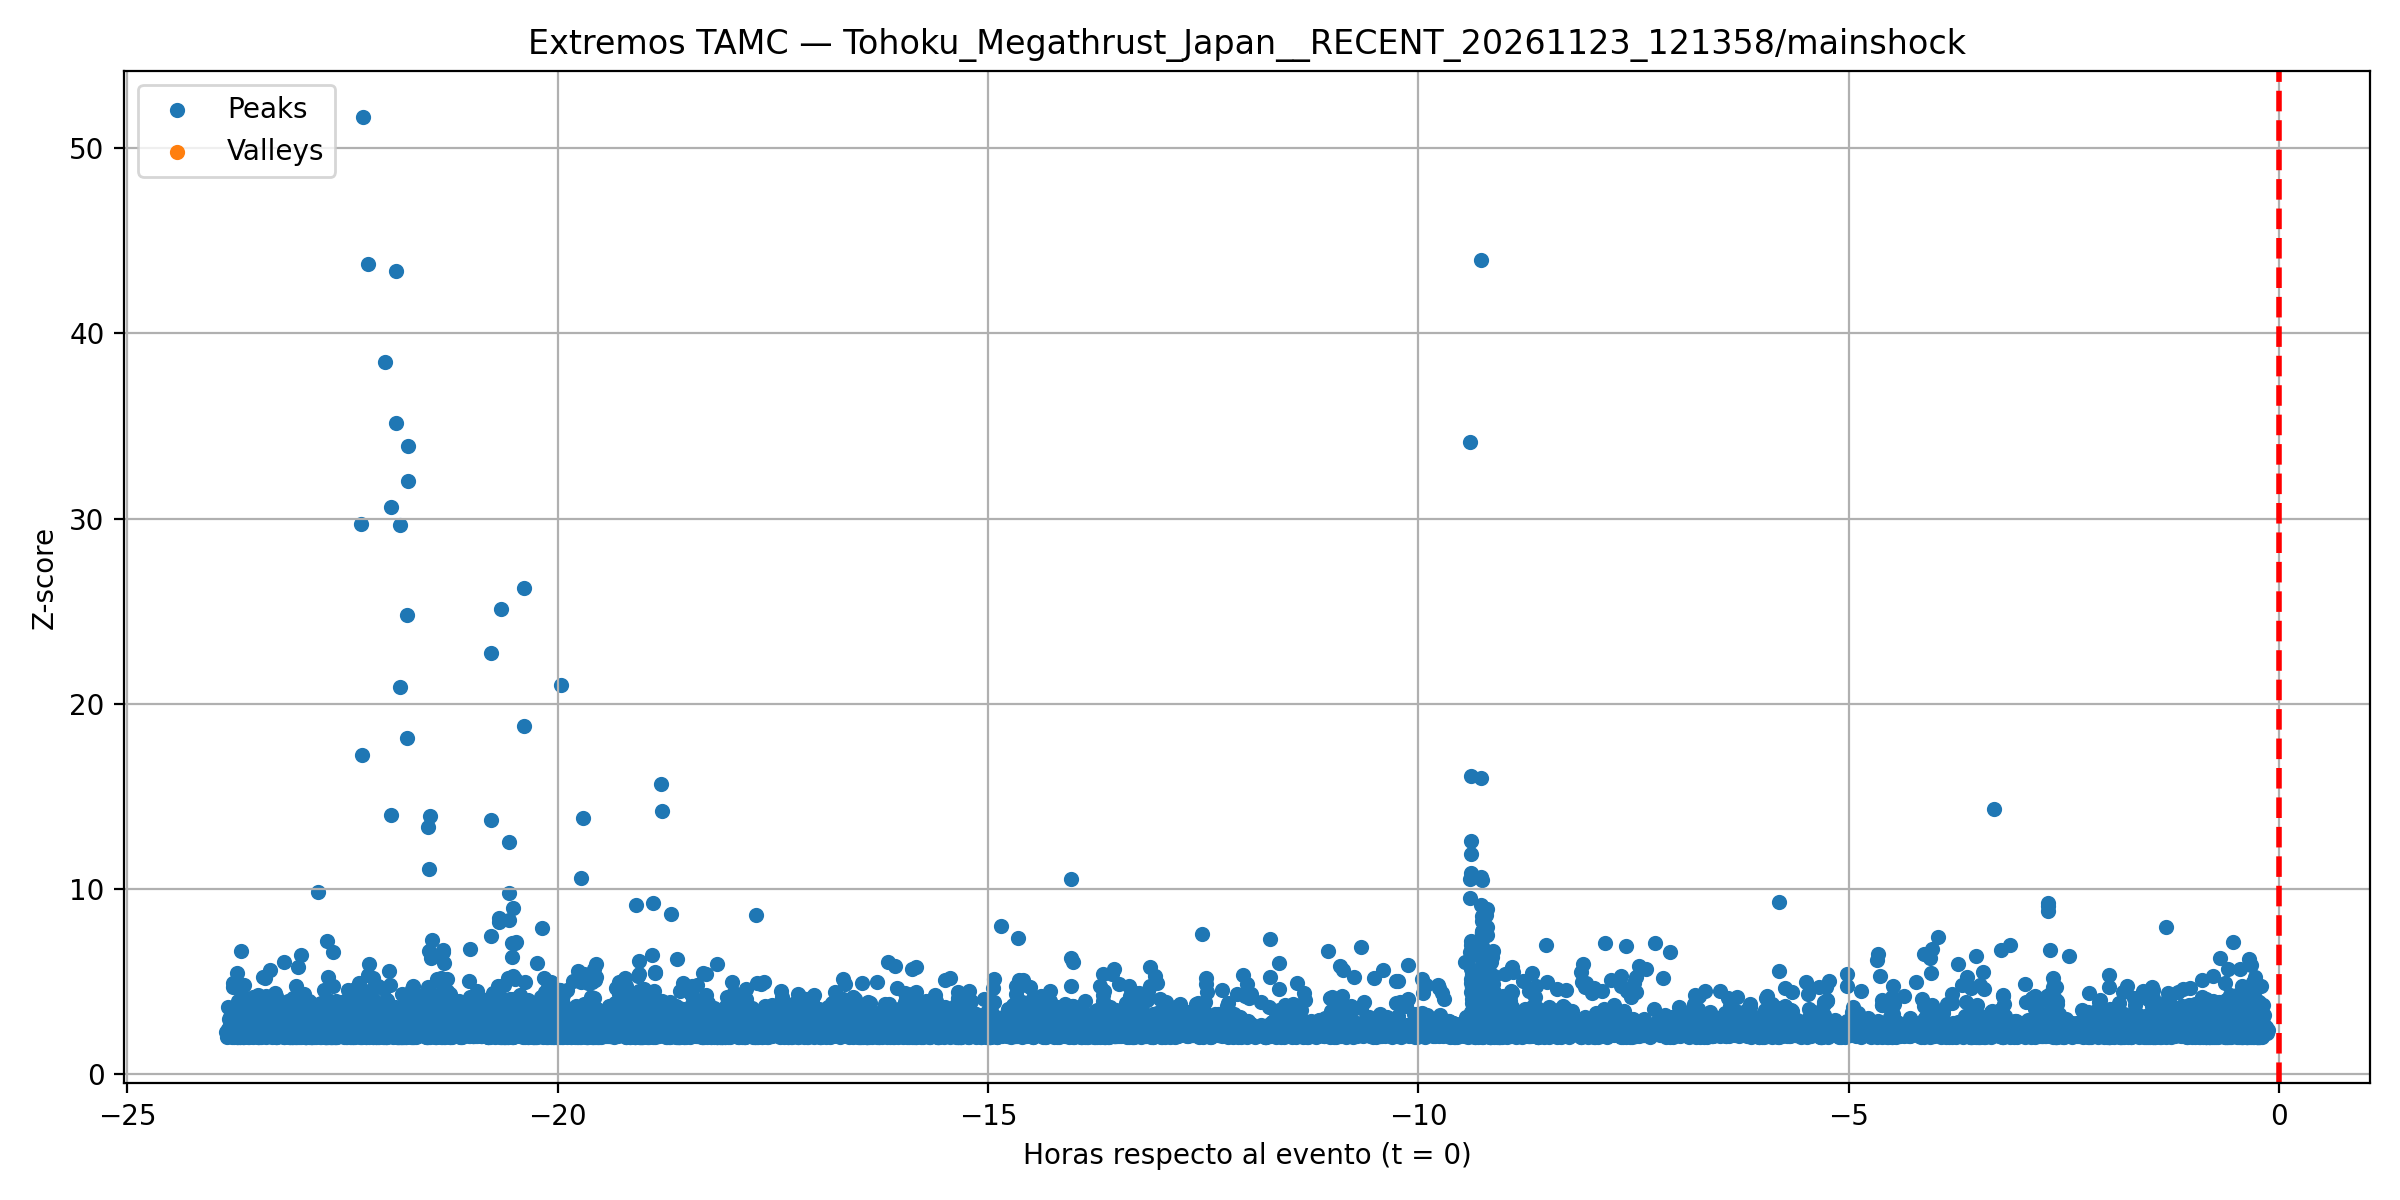 Extremos TAMC — Tohoku_Megathrust_Japan__RECENT_20261123_121358/mainshock
Peaks
Valleys
50
40
30
20
10
0
Z-score
−25
−20
−15
−10
−5
0
Horas respecto al evento (t = 0)